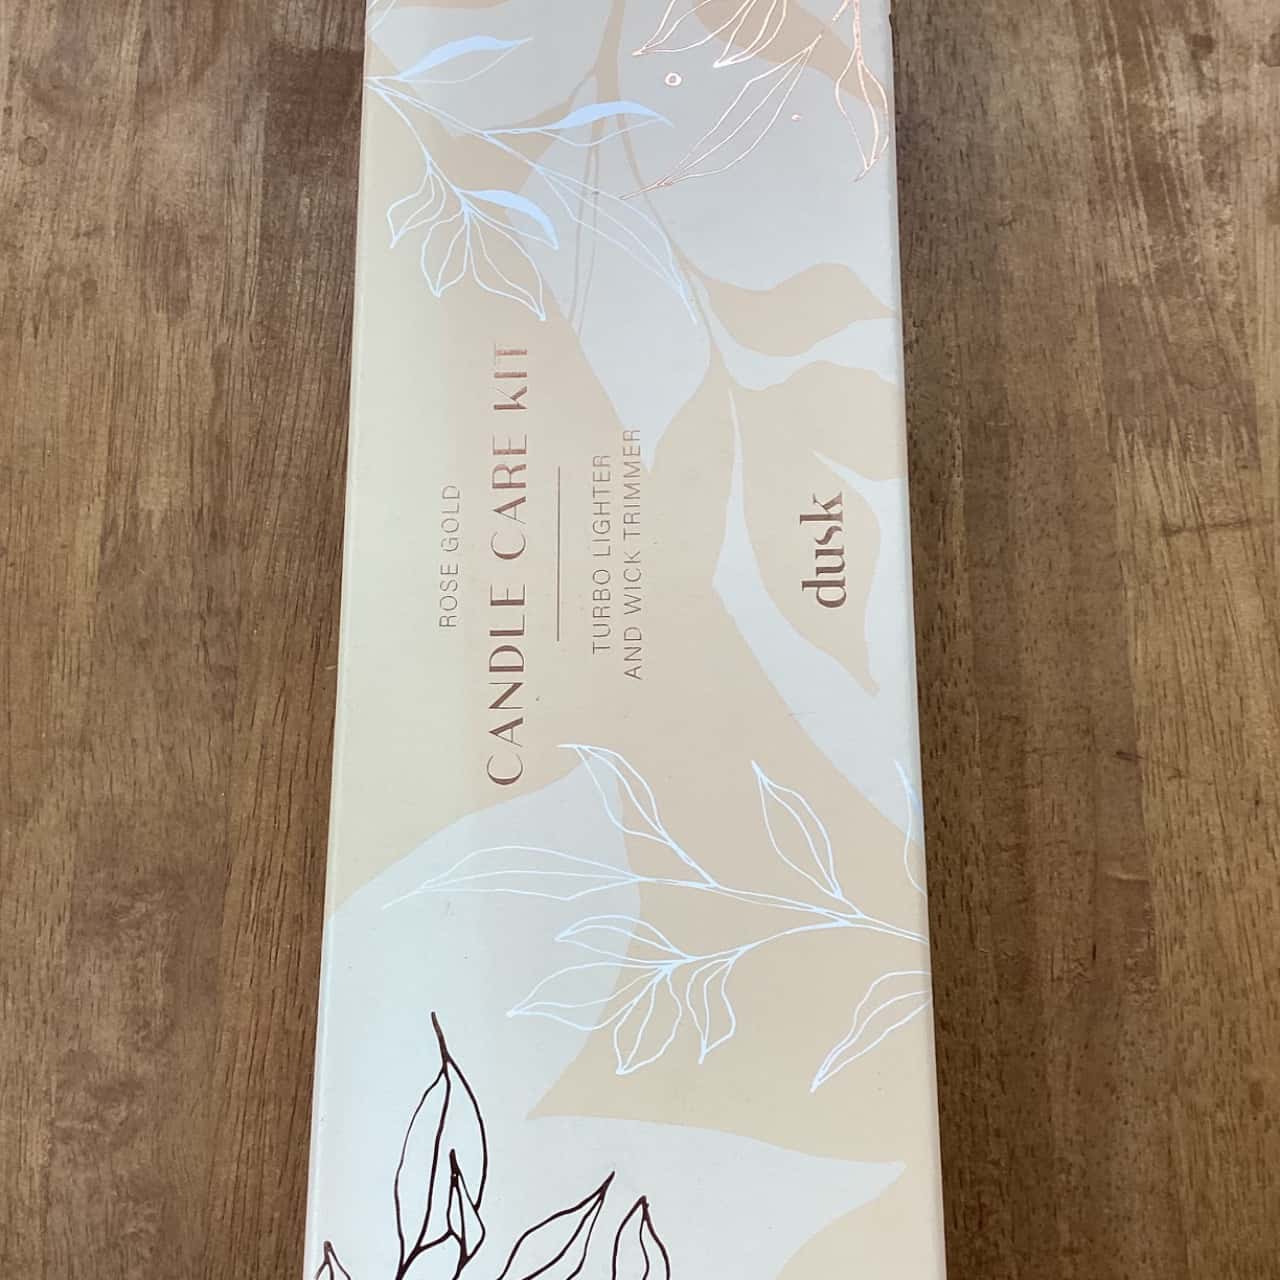 ROSE GOLD
CANDLE CARE KIT
TURBO LIGHTER
AND WICK TRIMMER
dusk